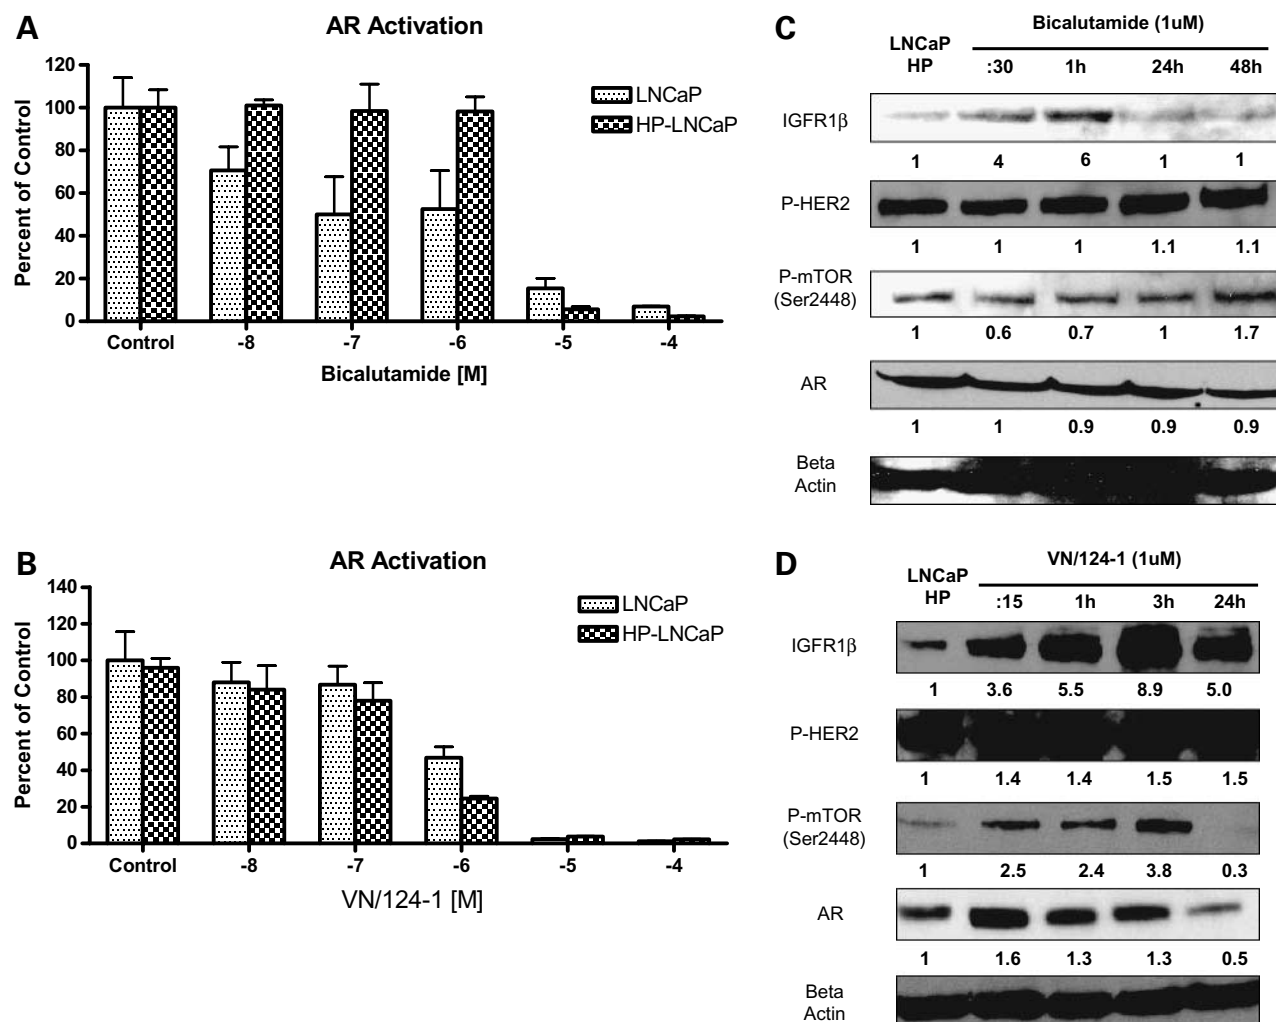 A
AR Activation
Percent of Control
120
100
80
60
40
20
0
LNCaP
HP-LNCaP
Control -8 -7 -6 -5 -4
Bicalutamide [M]
B
AR Activation
Percent of Control
140
120
100
80
60
40
20
0
LNCaP
HP-LNCaP
Control -8 -7 -6 -5 -4
VN/124-1 [M]
C
LNCaP
HP
Bicalutamide (1uM)
:30 1h 24h 48h
IGFR1β
1 4 6 1 1
P-HER2
1 1 1 1.1 1.1
P-mTOR
(Ser2448)
1 0.6 0.7 1 1.7
AR
1 1 0.9 0.9 0.9
Beta
Actin
D
LNCaP
HP
VN/124-1 (1uM)
:15 1h 3h 24h
IGFR1β
1 3.6 5.5 8.9 5.0
P-HER2
1 1.4 1.4 1.5 1.5
P-mTOR
(Ser2448)
1 2.5 2.4 3.8 0.3
AR
1 1.6 1.3 1.3 0.5
Beta
Actin